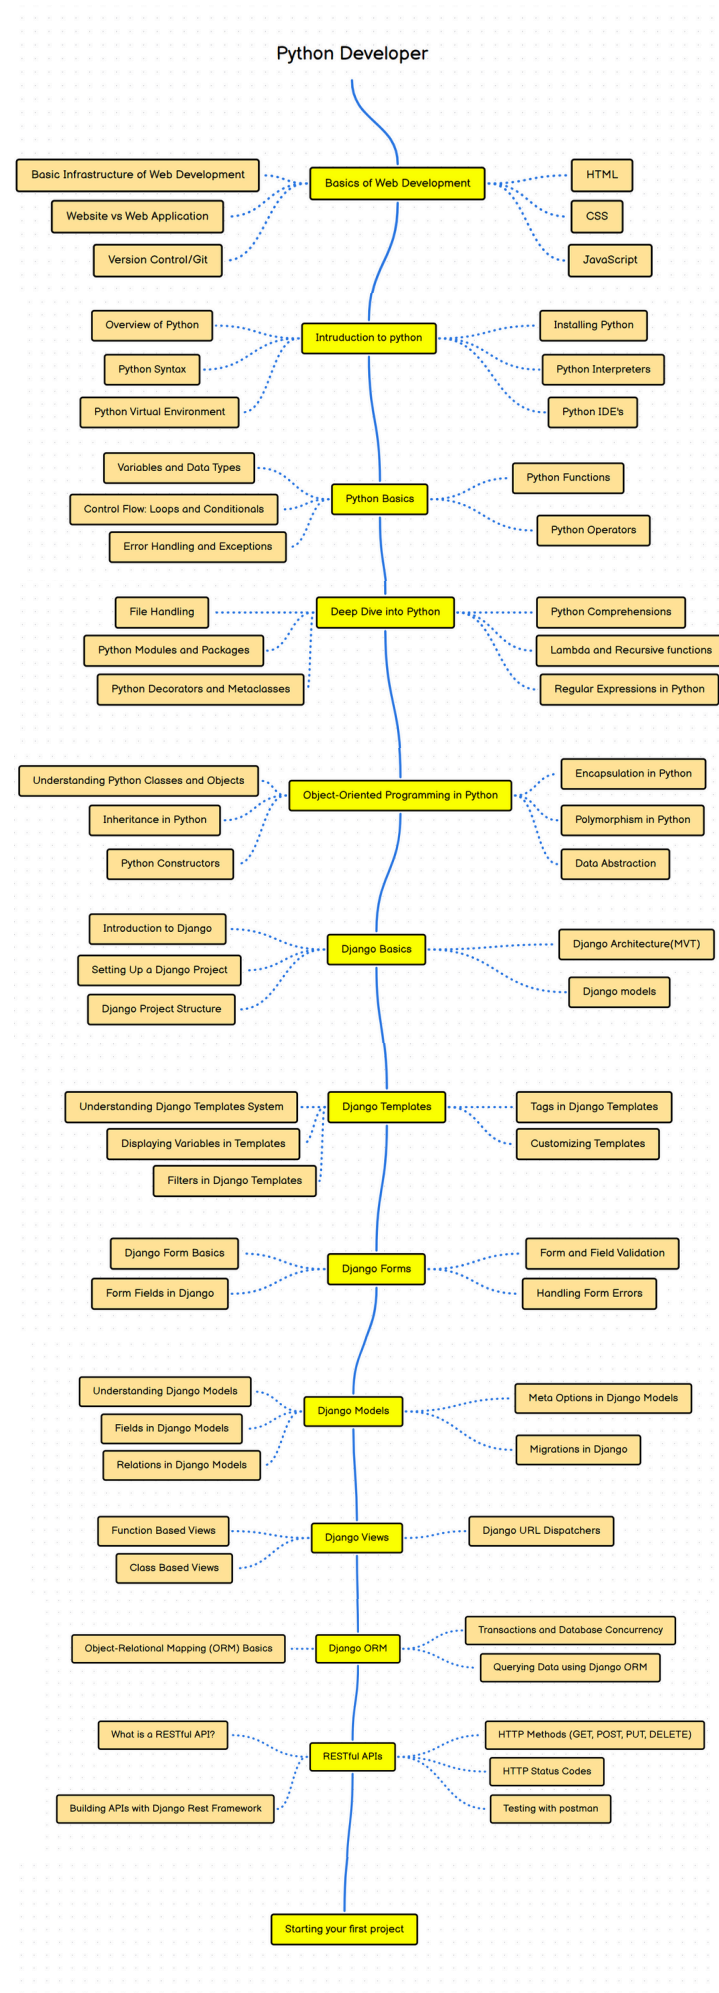 Python Developer
Basic Infrastructure of Web Development
Basics of Web Development
HTML
Website vs Web Application
CSS
Version Control/Git
JavaScript
Overview of Python
Intruduction to python
Installing Python
Python Syntax
Python Interpreters
Python Virtual Environment
Python IDE's
Variables and Data Types
Python Basics
Python Functions
Control Flow: Loops and Conditionals
Python Operators
Error Handling and Exceptions
File Handling
Deep Dive into Python
Python Comprehensions
Python Modules and Packages
Lambda and Recursive functions
Python Decorators and Metaclasses
Regular Expressions in Python
Understanding Python Classes and Objects
Object-Oriented Programming in Python
Encapsulation in Python
Inheritance in Python
Polymorphism in Python
Python Constructors
Data Abstraction
Introduction to Django
Django Basics
Django Architecture(MVT)
Setting Up a Django Project
Django models
Django Project Structure
Understanding Django Templates System
Django Templates
Tags in Django Templates
Displaying Variables in Templates
Customizing Templates
Filters in Django Templates
Django Form Basics
Django Forms
Form and Field Validation
Form Fields in Django
Handling Form Errors
Understanding Django Models
Django Models
Meta Options in Django Models
Fields in Django Models
Migrations in Django
Relations in Django Models
Function Based Views
Django Views
Django URL Dispatchers
Class Based Views
Object-Relational Mapping (ORM) Basics
Django ORM
Transactions and Database Concurrency
Querying Data using Django ORM
What is a RESTful API?
RESTful APIs
HTTP Methods (GET, POST, PUT, DELETE)
HTTP Status Codes
Building APIs with Django Rest Framework
Testing with postman
Starting your first project